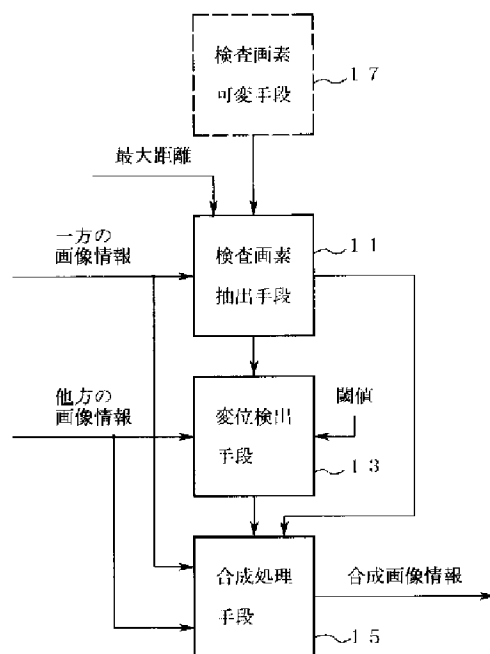 検査画素
可変手段
17
最大距離
一方の
画像情報
検査画素
抽出手段
11
他方の
画像情報
変位検出
手段
閾値
13
合成処理
手段
合成画像情報
15